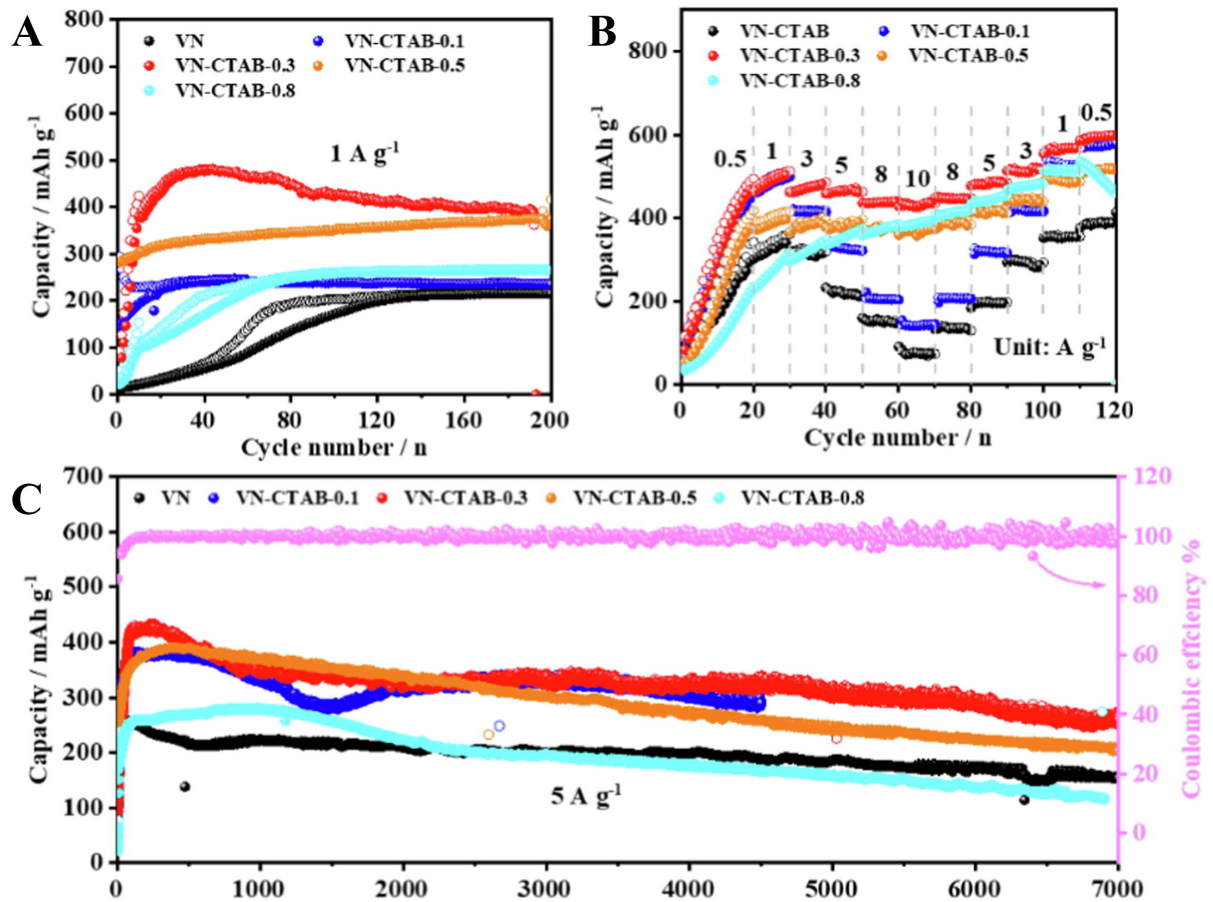 A
800
700
600
500
400
300
200
100
0
Capacity / mAh g-1
VN VN-CTAB-0.1
VN-CTAB-0.3 VN-CTAB-0.5
VN-CTAB-0.8
1 A g-1
0 40 80 120 160 200
Cycle number / n
B
800
600
400
200
0
Capacity / mAh g-1
VN-CTAB VN-CTAB-0.1
VN-CTAB-0.3 VN-CTAB-0.5
VN-CTAB-0.8
0.5 1 3 5 8 10 8 5 3 1 0.5
Unit: A g-1
0 20 40 60 80 100 120
Cycle number / n
C
700
600
500
400
300
200
100
0
Capacity / mAh g-1
VN VN-CTAB-0.1 VN-CTAB-0.3 VN-CTAB-0.5 VN-CTAB-0.8
5 A g-1
0 1000 2000 3000 4000 5000 6000 7000
120
100
80
60
40
20
0
Coulombic effciency %